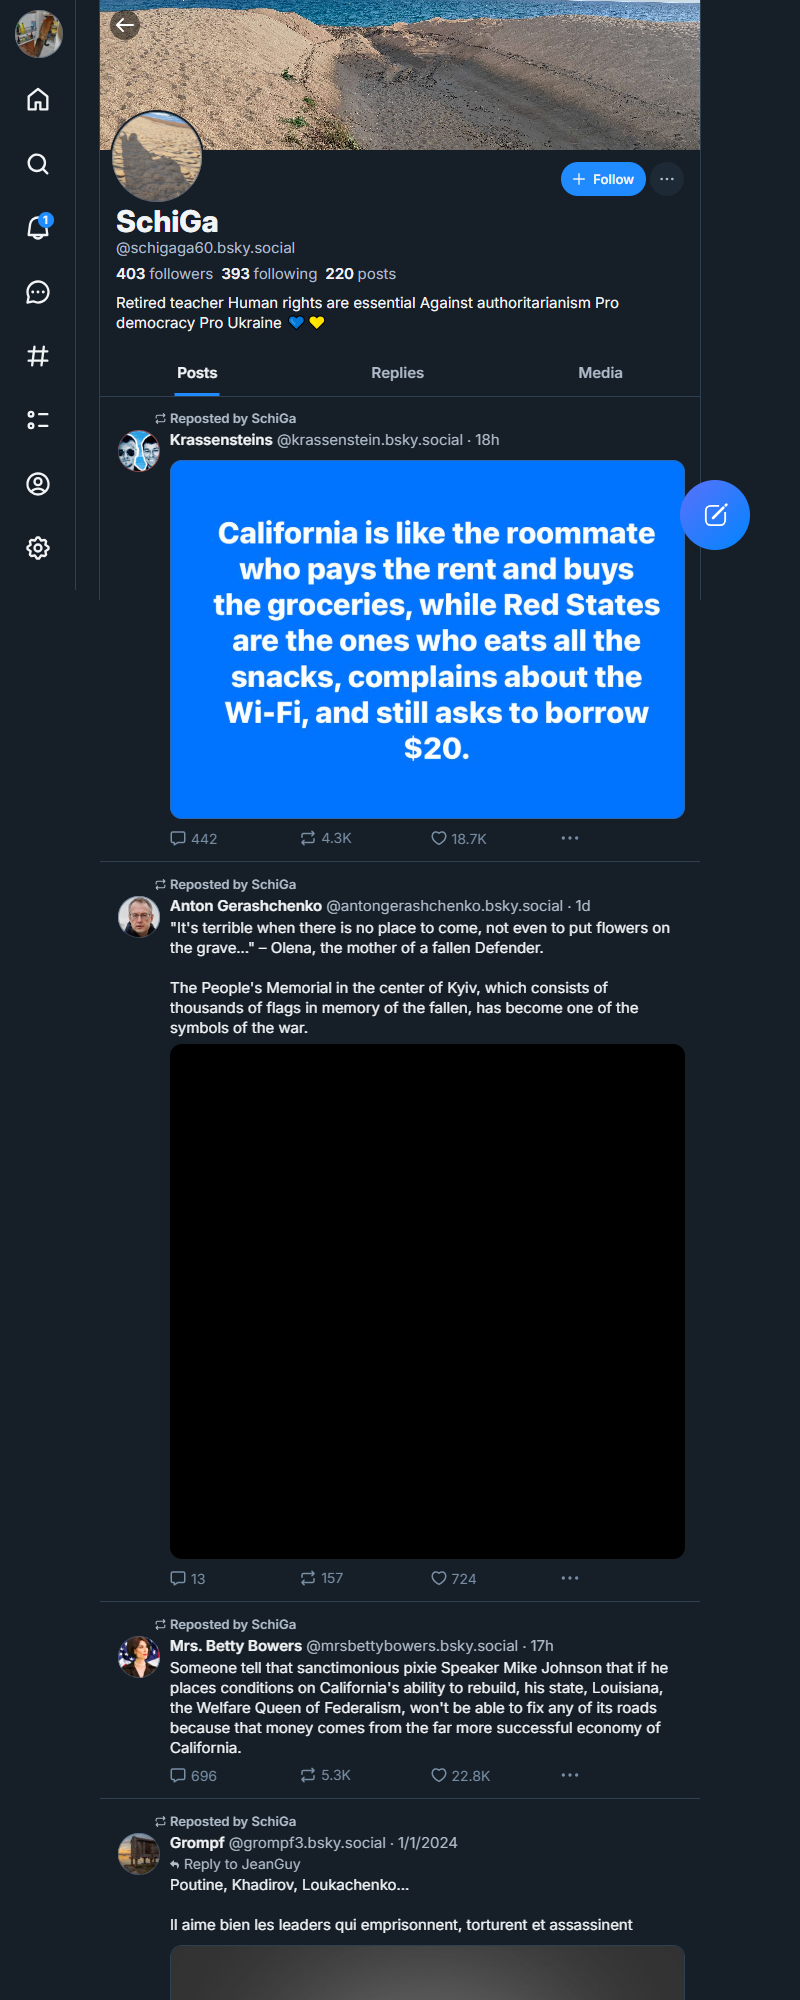 1
+ Follow
SchiGa
@schigaga60.bsky.social
403 followers 393 following 220 posts
Retired teacher Human rights are essential Against authoritarianism Pro
democracy Pro Ukraine 💙 💛
Posts Replies Media
Reposted by SchiGa
Krassensteins @krassenstein.bsky.social · 18h
California is like the roommate
who pays the rent and buys
the groceries, while Red States
are the ones who eats all the
snacks, complains about the
Wi-Fi, and still asks to borrow
$20.
442 4.3K 18.7K
Reposted by SchiGa
Anton Gerashchenko @antongerashchenko.bsky.social · 1d
"It's terrible when there is no place to come, not even to put flowers on
the grave..." – Olena, the mother of a fallen Defender.
The People's Memorial in the center of Kyiv, which consists of
thousands of flags in memory of the fallen, has become one of the
symbols of the war.
13 157 724
Reposted by SchiGa
Mrs. Betty Bowers @mrsbettybowers.bsky.social · 17h
Someone tell that sanctimonious pixie Speaker Mike Johnson that if he
places conditions on California's ability to rebuild, his state, Louisiana,
the Welfare Queen of Federalism, won't be able to fix any of its roads
because that money comes from the far more successful economy of
California.
696 5.3K 22.8K
Reposted by SchiGa
Grompf @grompf3.bsky.social · 1/1/2024
Reply to JeanGuy
Poutine, Khadirov, Loukachenko...
Il aime bien les leaders qui emprisonnent, torturent et assassinent